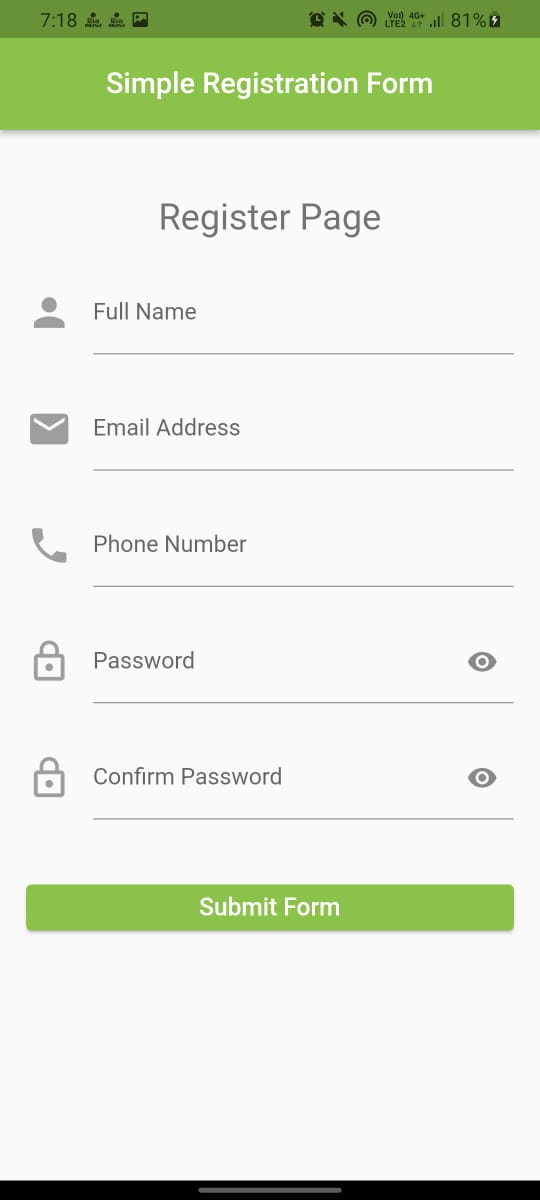 7:18 Vo)) LTE2 4G+ 81%
Simple Registration Form
Register Page
Full Name
Email Address
Phone Number
Password
Confirm Password
Submit Form